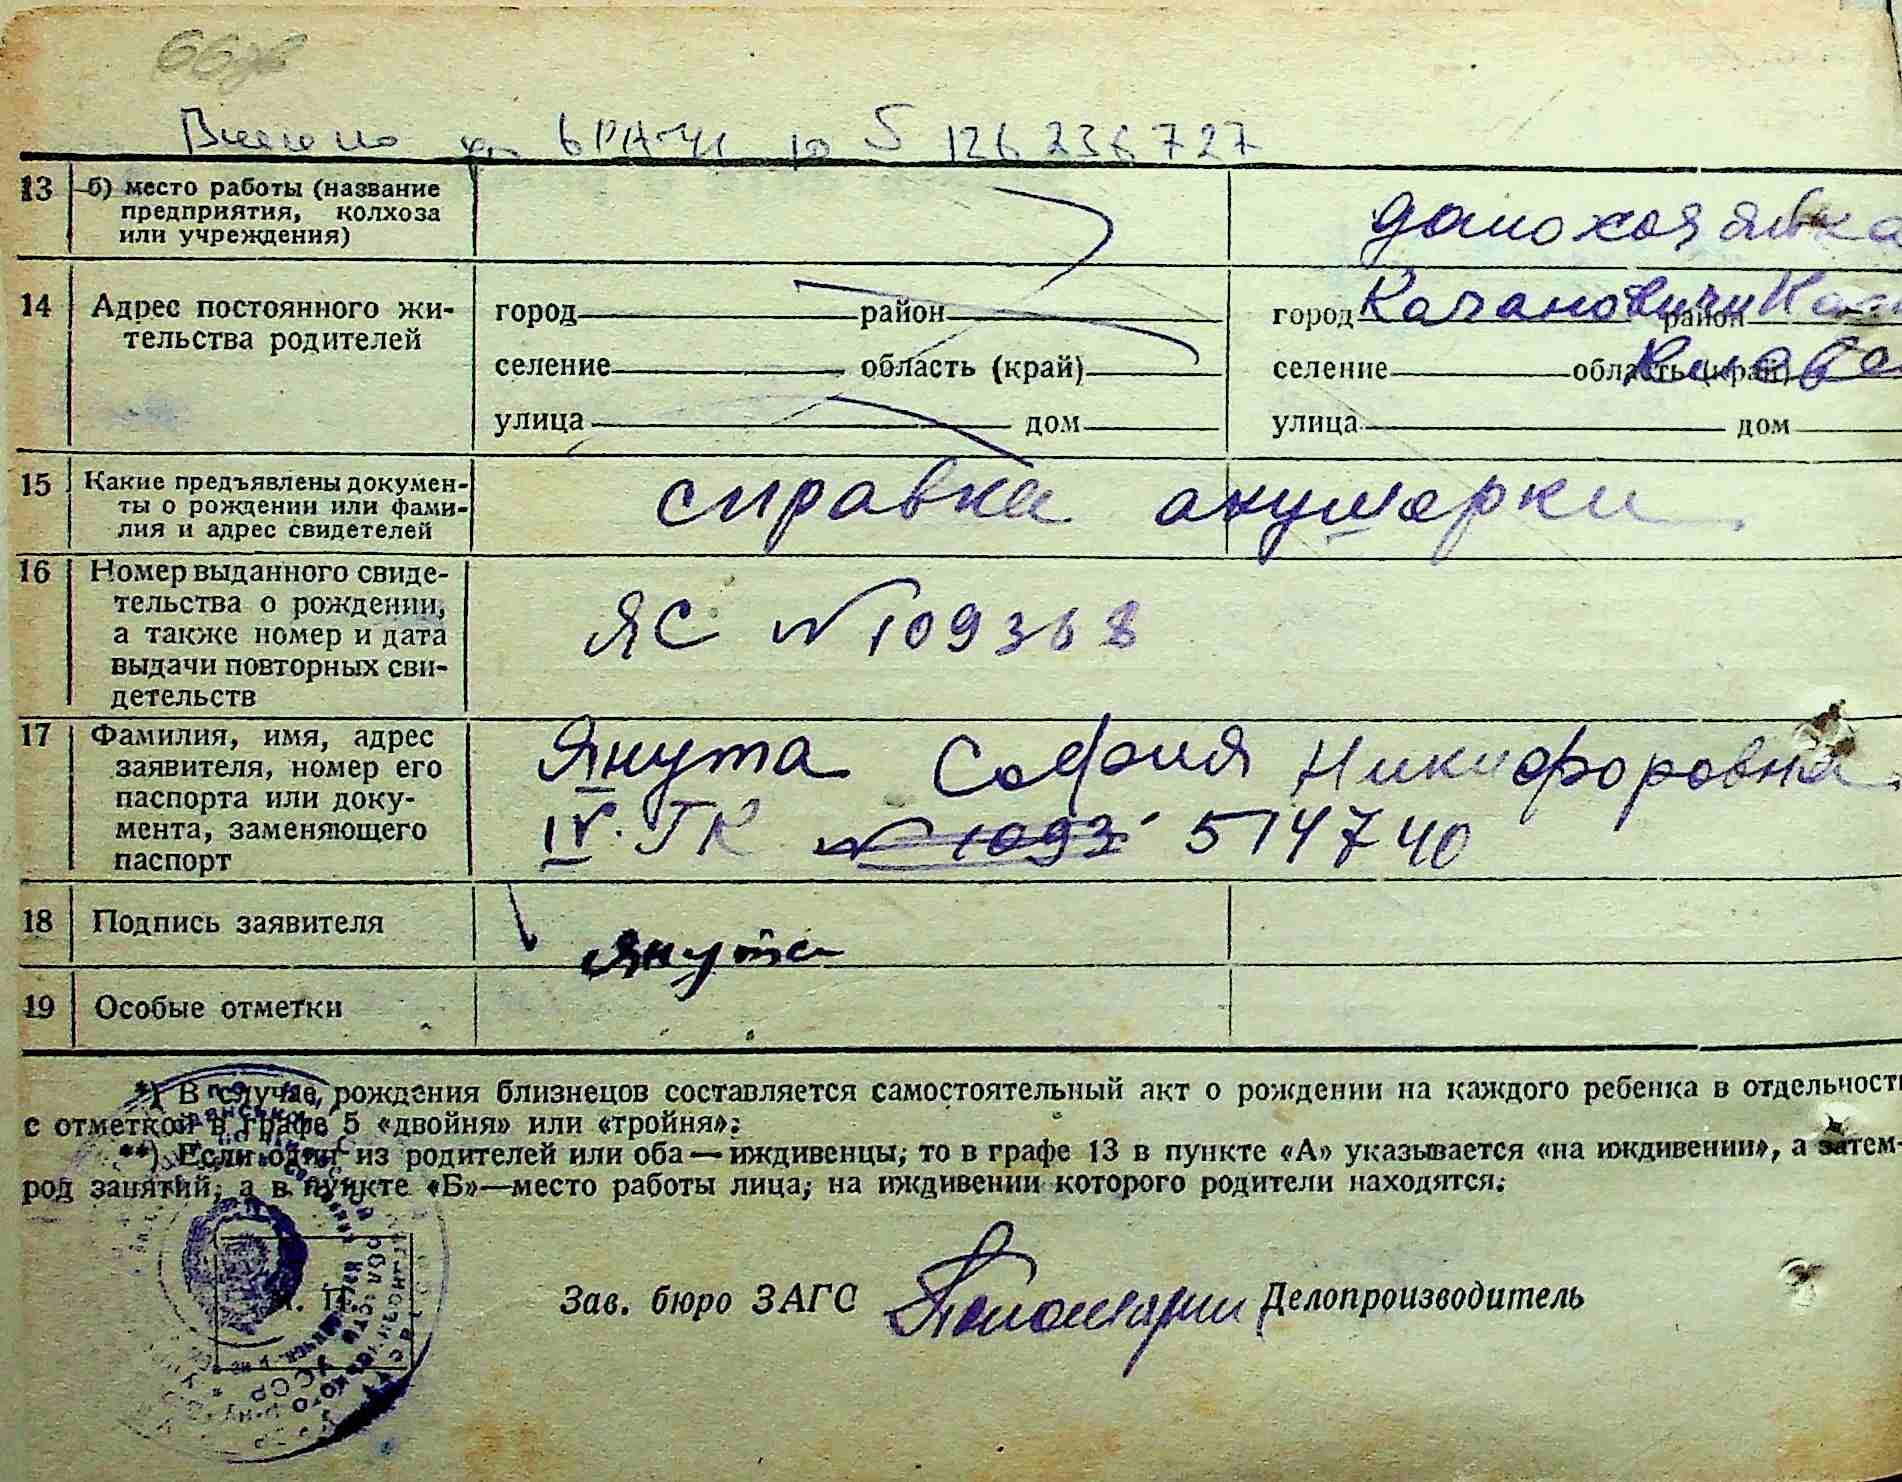 66
S 126236727
13 б) место работы (название предприятия, колхоза или учреждения) домохозяйка
14 Адрес постоянного жительства родителей
город район город Качановичи район
селение область (край) селение область (край)
улица дом улица дом
15 Какие предъявлены документы о рождении или фамилия и адрес свидетелей справка акушерки
16 Номер выданного свидетельства о рождении, а также номер и дата выдачи повторных свидетельств
ЯС № 109368
17 Фамилия, имя, адрес заявителя, номер его паспорта или документа, заменяющего паспорт
Янута София Никифоровна
IV ГК № 1093 514740
18 Подпись заявителя Янута
19 Особые отметки
*) В случае рождения близнецов составляется самостоятельный акт о рождении на каждого ребенка в отдельности
с отметкой в графе 5 «двойня» или «тройня»;
**) Если один из родителей или оба — иждивенцы, то в графе 13 в пункте «А» указывается «на иждивении», а затем-
род занятий, а в пункте «Б»—место работы лица, на иждивении которого родители находятся.
М. П.
Зав. бюро ЗАГС Делопроизводитель